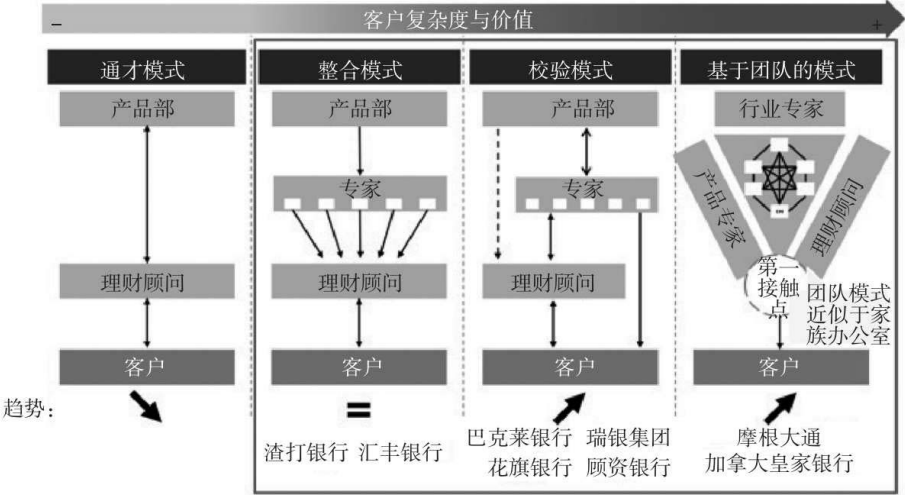 客户复杂度与价值
− +
通才模式
产品部
理财顾问
客户
整合模式
产品部
专家
理财顾问
客户
校验模式
产品部
专家
理财顾问
客户
基于团队的模式
行业专家
产品专家
理财顾问
第一
接触
点
团队模式
近似于家
族办公室
客户
趋势:
=
渣打银行 汇丰银行
巴克莱银行 瑞银集团
花旗银行 顾资银行
摩根大通
加拿大皇家银行